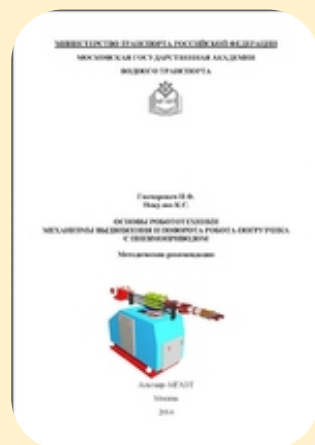 МИНИСТЕРСТВО ТРАНСПОРТА РОССИЙСКОЙ ФЕДЕРАЦИИ
МОСКОВСКАЯ ГОСУДАРСТВЕННАЯ АКАДЕМИЯ
ВОДНОГО ТРАНСПОРТА
ОСНОВЫ РОБОТОТЕХНИКИ
МЕХАНИЗМЫ ВЫДВИЖЕНИЯ И ПОВОРОТА РОБОТА-ПОГРУЗЧИКА
С ПНЕВМОПРИВОДОМ
Методические рекомендации
Альтаир-МГАВТ
Москва
2014